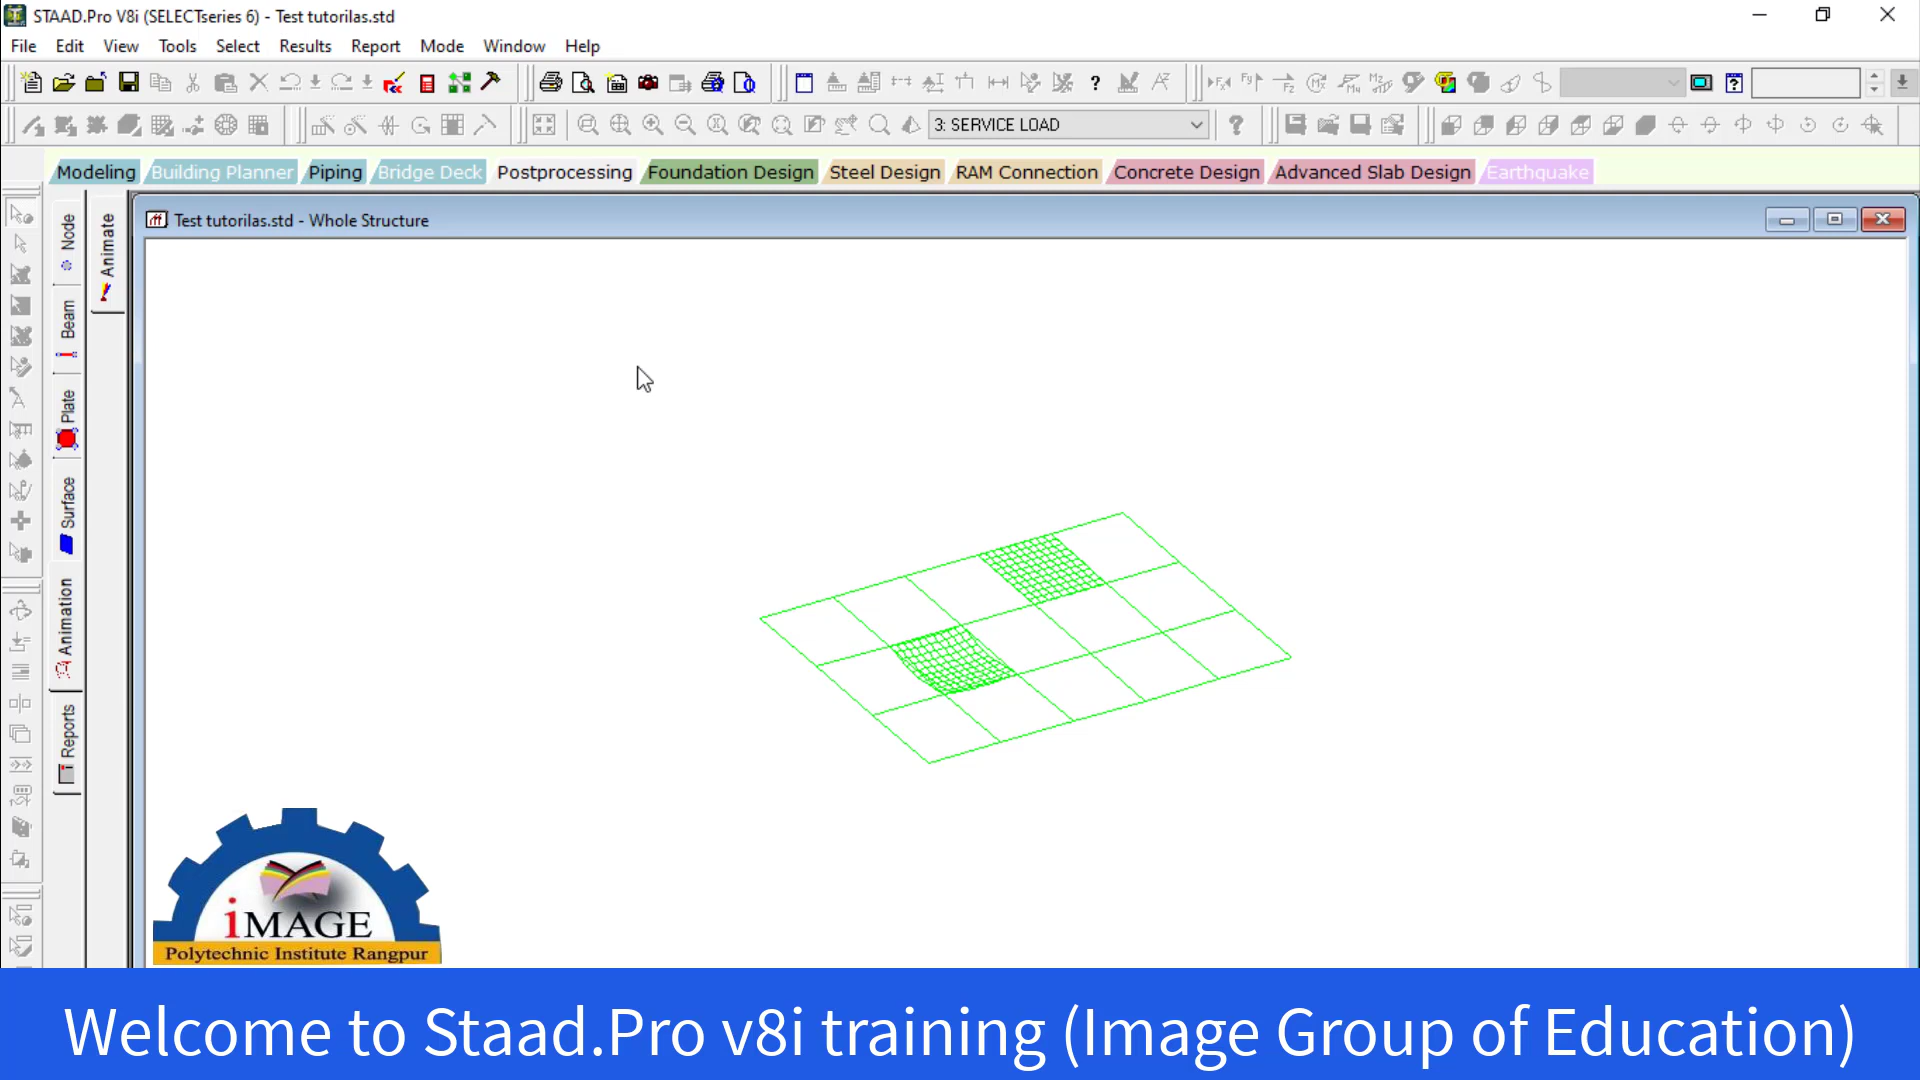 STAAD.Pro V8i (SELECTseries 6) - Test tutorilas.std
File Edit View Tools Select Results Report Mode Window Help
3: SERVICE LOAD
Modeling Building Planner Piping Bridge Deck Postprocessing Foundation Design Steel Design RAM Connection Concrete Design Advanced Slab Design Earthquake
Test tutorilas.std - Whole Structure
Node
Beam
Plate
Surface
Animation
Reports
Animate
iMAGE
Polytechnic Institute Rangpur
Welcome to Staad.Pro v8i training (Image Group of Education)